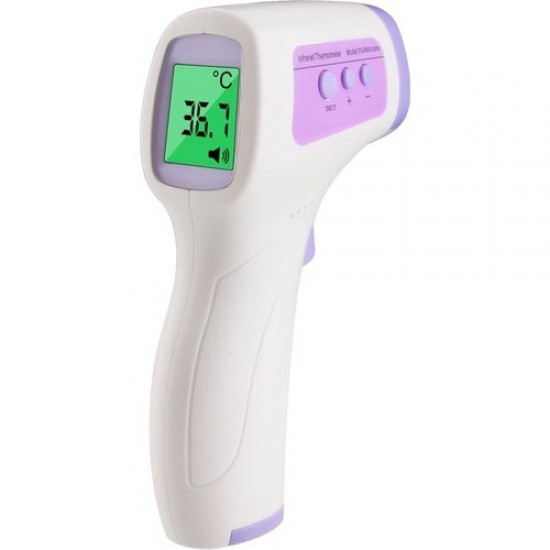 °C
36.7
Infrared Thermometer
SET
+
-